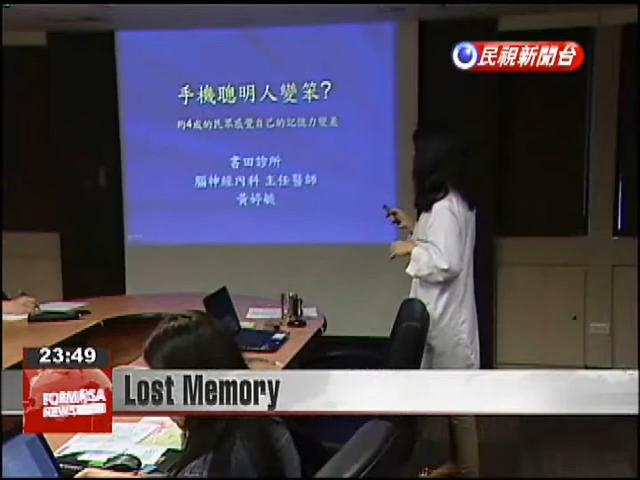 民視新聞台
手機聰明人變笨?
約4成的民眾感覺自己的記憶力變差
書田診所
腦神經內科 主任醫師
黃婷毓
23:49
FORMOSA
NEWS
Lost Memory